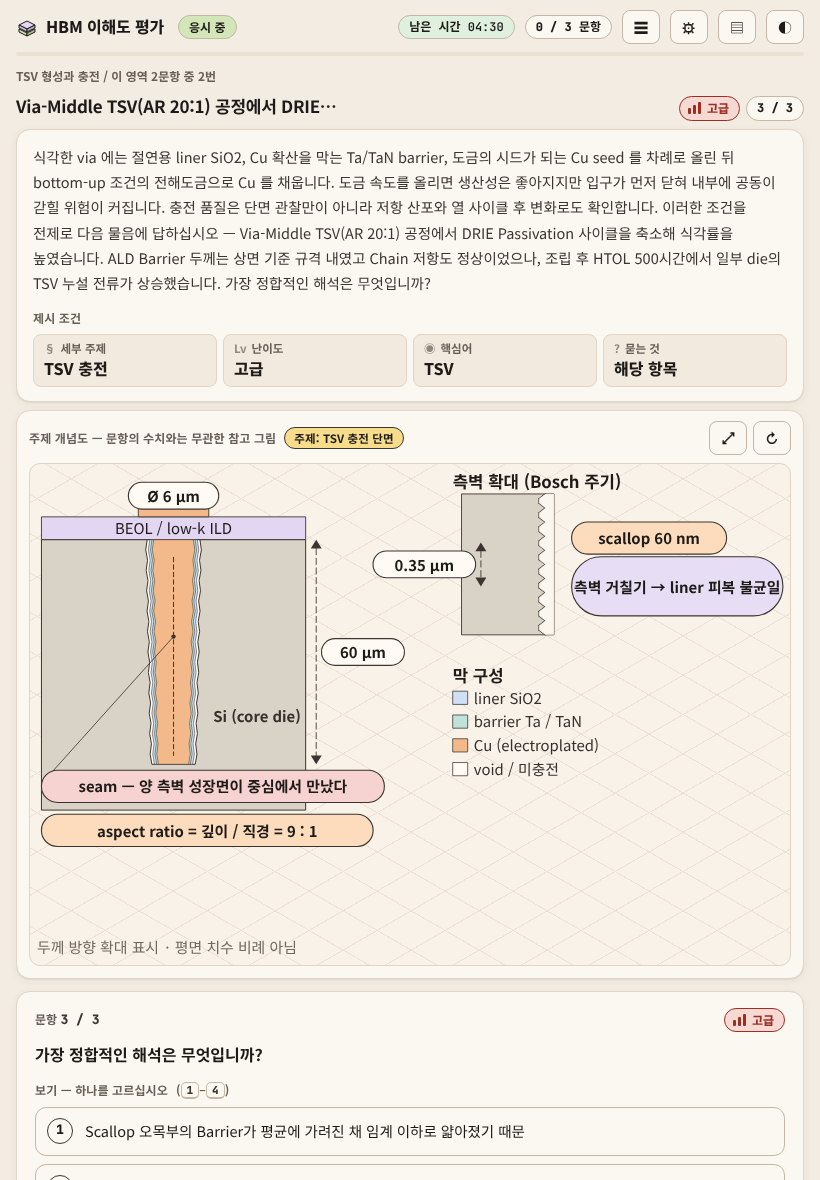 HBM 이해도 평가
응시 중
남은 시간 04:30
0 / 3 문항
TSV 형성과 충전 / 이 영역 2문항 중 2번
Via-Middle TSV(AR 20:1) 공정에서 DRIE…
고급
3 / 3
식각한 via 에는 절연용 liner SiO2, Cu 확산을 막는 Ta/TaN barrier, 도금의 시드가 되는 Cu seed 를 차례로 올린 뒤
bottom-up 조건의 전해도금으로 Cu 를 채웁니다. 도금 속도를 올리면 생산성은 좋아지지만 입구가 먼저 닫혀 내부에 공동이
갇힐 위험이 커집니다. 충전 품질은 단면 관찰만이 아니라 저항 산포와 열 사이클 후 변화로도 확인합니다. 이러한 조건을
전제로 다음 물음에 답하십시오 — Via-Middle TSV(AR 20:1) 공정에서 DRIE Passivation 사이클을 축소해 식각률을
높였습니다. ALD Barrier 두께는 상면 기준 규격 내였고 Chain 저항도 정상이었으나, 조립 후 HTOL 500시간에서 일부 die의
TSV 누설 전류가 상승했습니다. 가장 정합적인 해석은 무엇입니까?
제시 조건
§ 세부 주제
TSV 충전
Lv 난이도
고급
◉ 핵심어
TSV
? 묻는 것
해당 항목
주제 개념도 — 문항의 수치와는 무관한 참고 그림
주제: TSV 충전 단면
Ø 6 µm
BEOL / low-k ILD
60 µm
Si (core die)
seam — 양 측벽 성장면이 중심에서 만났다
aspect ratio = 깊이 / 직경 = 9 : 1
측벽 확대 (Bosch 주기)
0.35 µm
scallop 60 nm
측벽 거칠기 → liner 피복 불균일
막 구성
liner SiO2
barrier Ta / TaN
Cu (electroplated)
void / 미충전
두께 방향 확대 표시 · 평면 치수 비례 아님
문항 3 / 3
고급
가장 정합적인 해석은 무엇입니까?
보기 — 하나를 고르십시오 (1–4)
1 Scallop 오목부의 Barrier가 평균에 가려진 채 임계 이하로 얇아졌기 때문